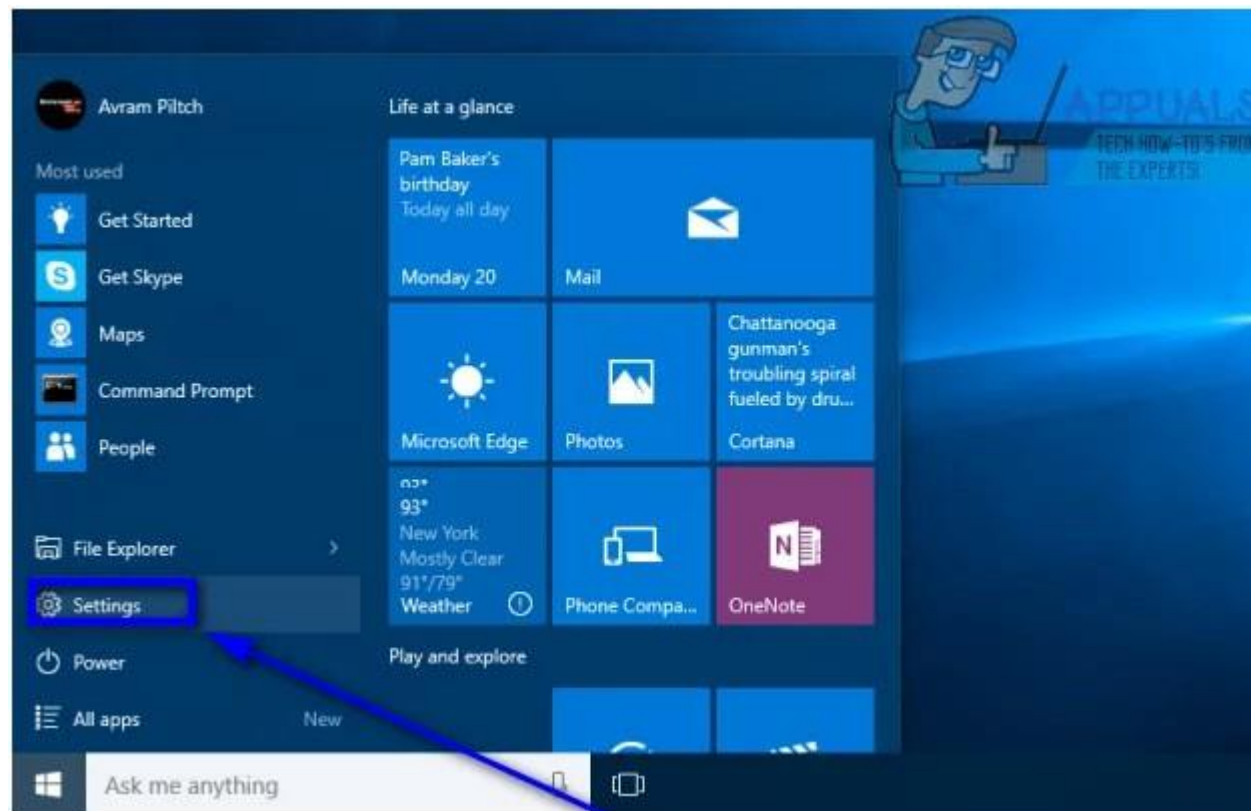 Avram Piltch
Most used
Get Started
Get Skype
Maps
Command Prompt
People
File Explorer
Settings
Power
All apps
New
Life at a glance
Pam Baker's
birthday
Today all day
Monday 20
Mail
Microsoft Edge
Photos
Chattanooga
gunman's
troubling spiral
fueled by dru...
Cortana
93°
New York
Mostly Clear
91°/79°
Weather
Phone Compa...
N
OneNote
Play and explore
Ask me anything
APPUALS
TECH HOW-TO'S FROM
THE EXPERTS!